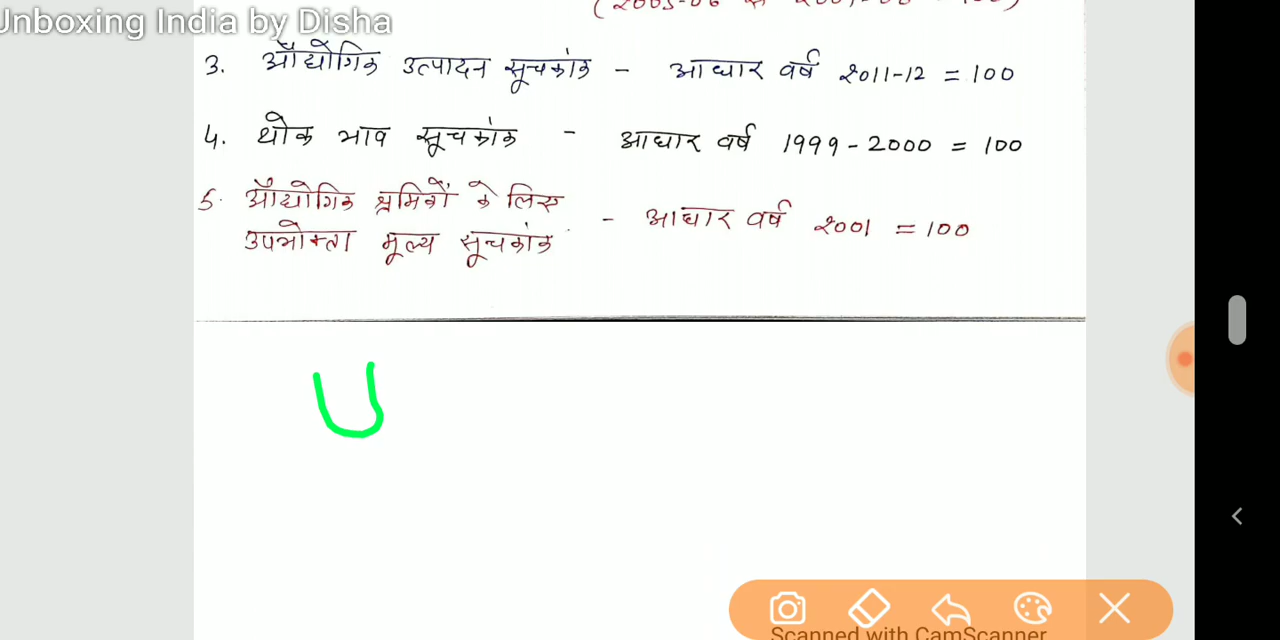 Unboxing India by Disha
3. औद्योगिक उत्पादन सूचकांक - आधार वर्ष 2011-12 = 100
4. थोक भाव सूचकांक - आधार वर्ष 1999-2000 = 100
5. औद्योगिक श्रमिकों के लिए
उपभोक्ता मूल्य सूचकांक - आधार वर्ष 2001 = 100
U
Scanned with CamScanner